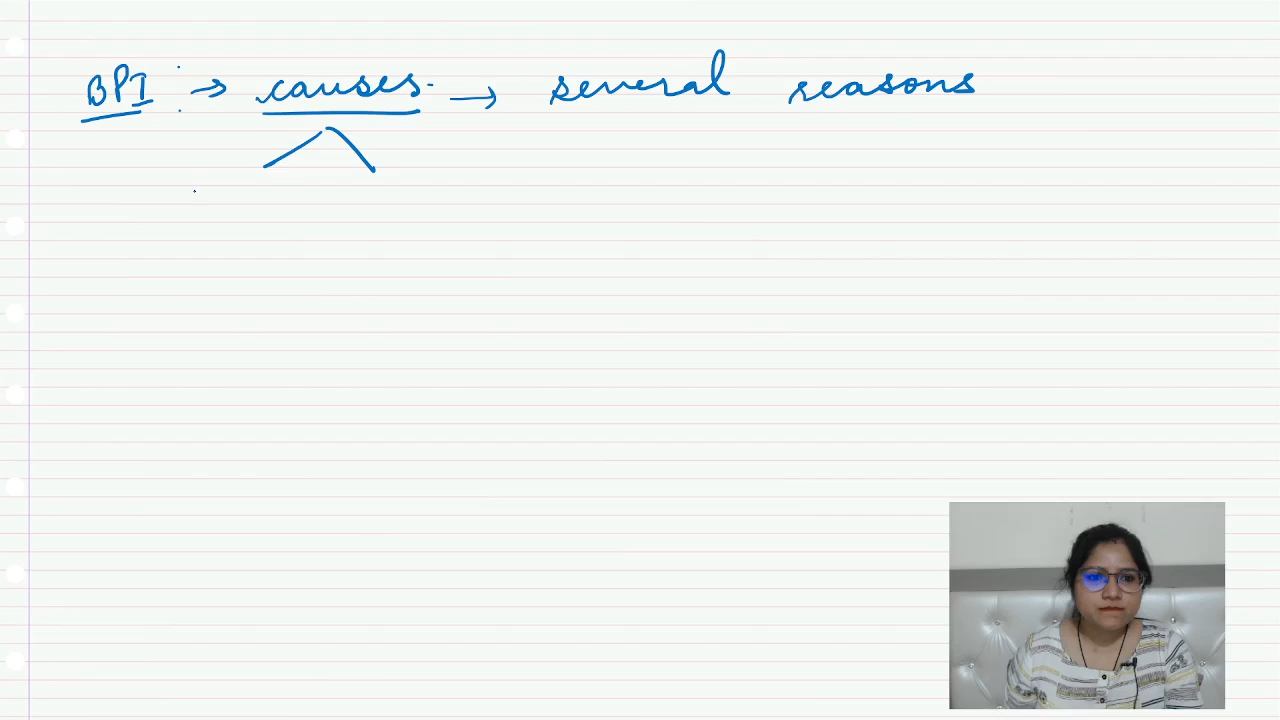 BPI : → causes. → several reasons